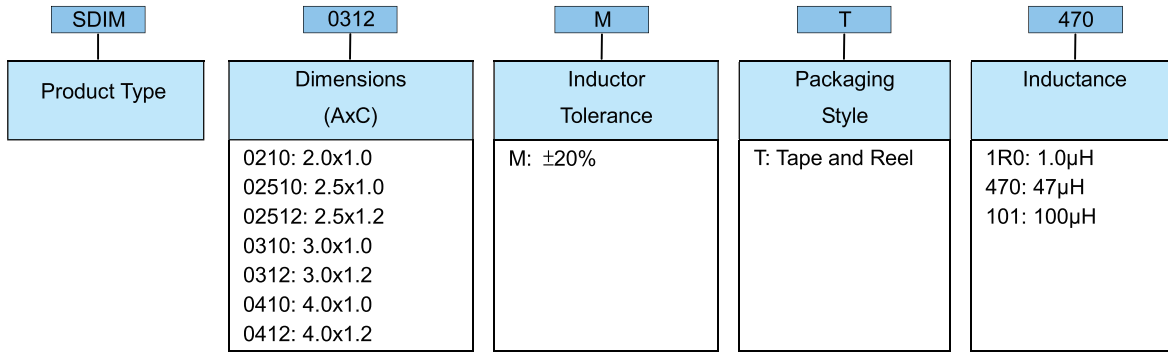 SDIM
0312
M
T
470
Product Type
Dimensions
(AxC)
Inductor
Tolerance
Packaging
Style
Inductance
0210: 2.0x1.0
02510: 2.5x1.0
02512: 2.5x1.2
0310: 3.0x1.0
0312: 3.0x1.2
0410: 4.0x1.0
0412: 4.0x1.2
M: ±20%
T: Tape and Reel
1R0: 1.0µH
470: 47µH
101: 100µH